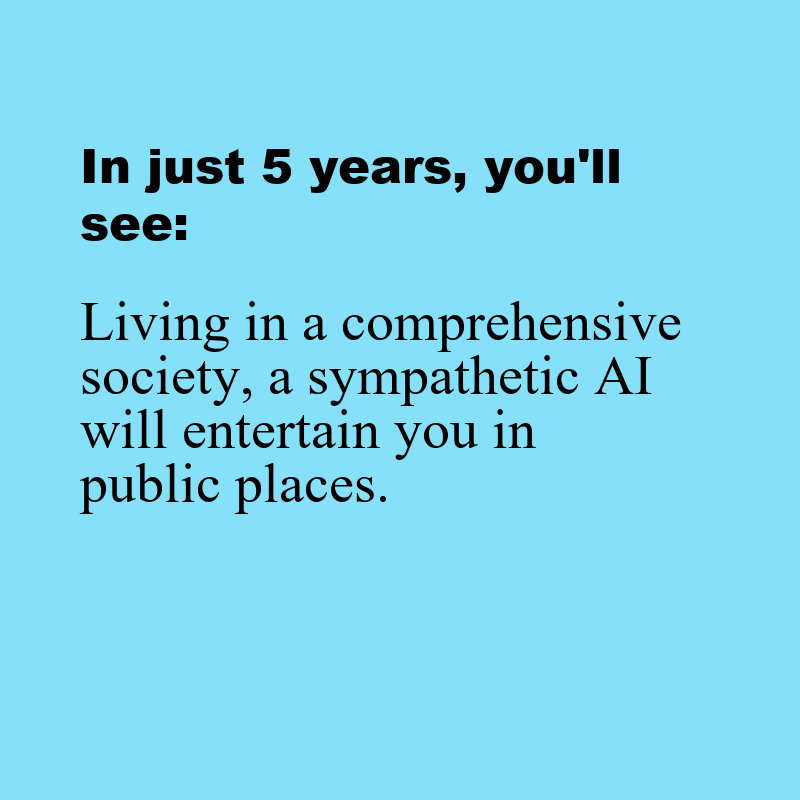 In just 5 years, you'll
see:
Living in a comprehensive
society, a sympathetic AI
will entertain you in
public places.